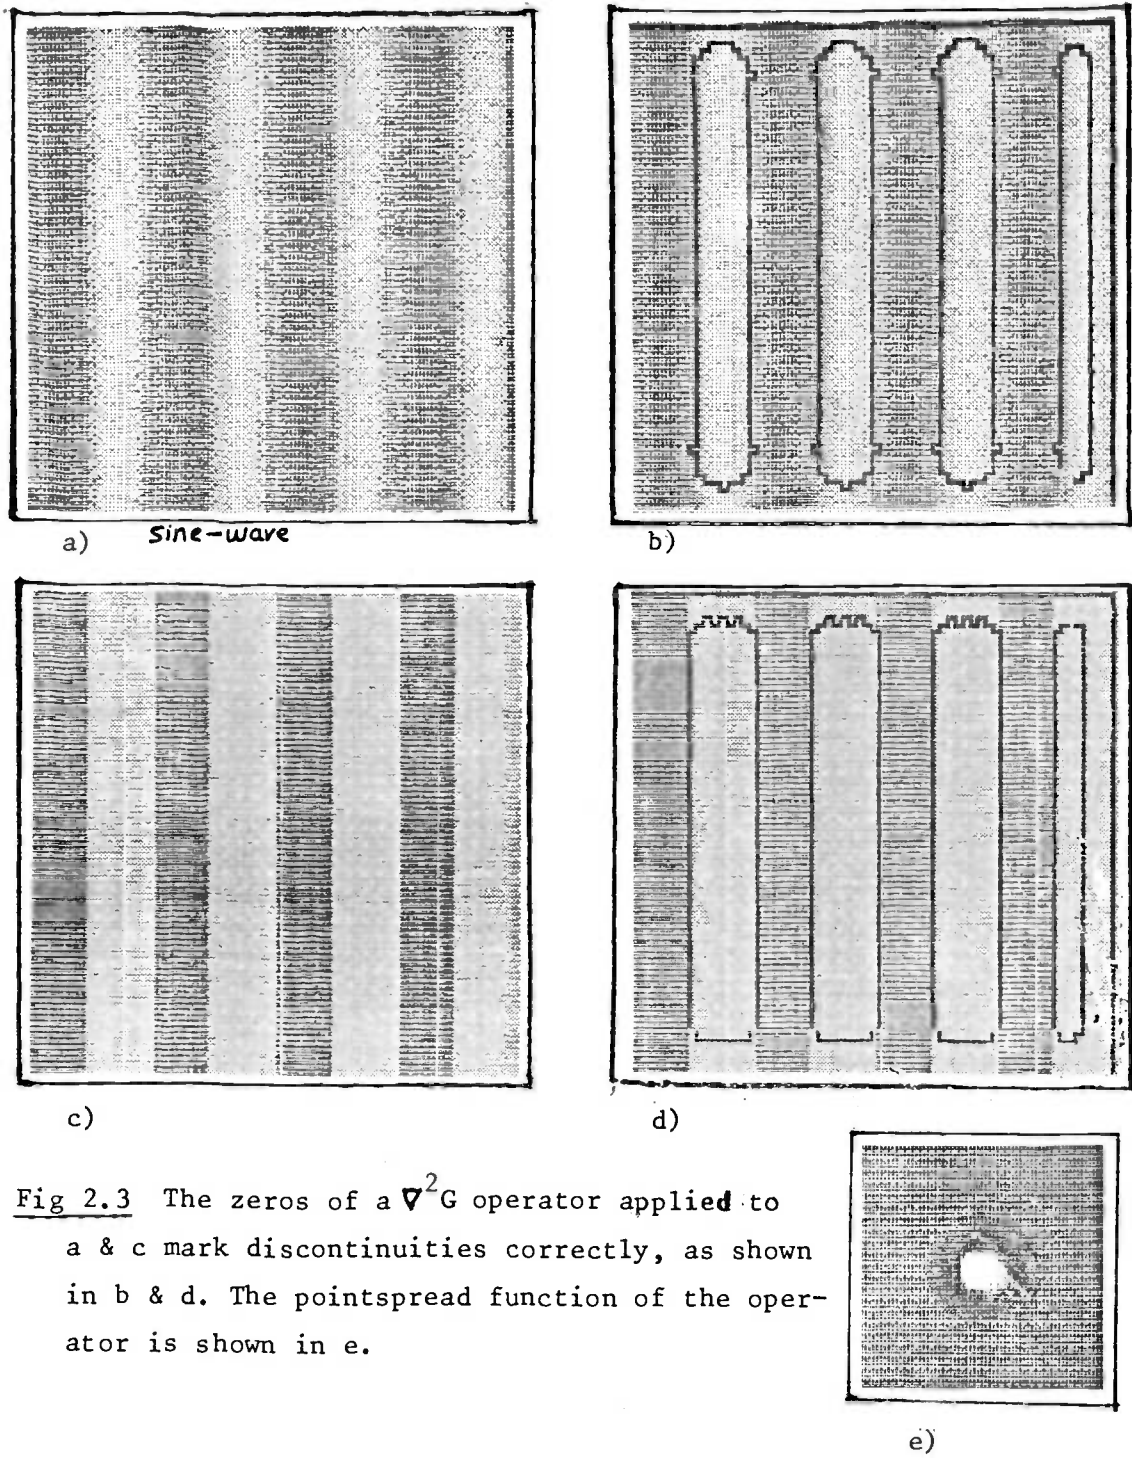 a) sine-wave
b)
c)
d)
Fig 2.3 The zeros of a ∇²G operator applied to
a & c mark discontinuities correctly, as shown
in b & d. The pointspread function of the oper-
ator is shown in e.
e)